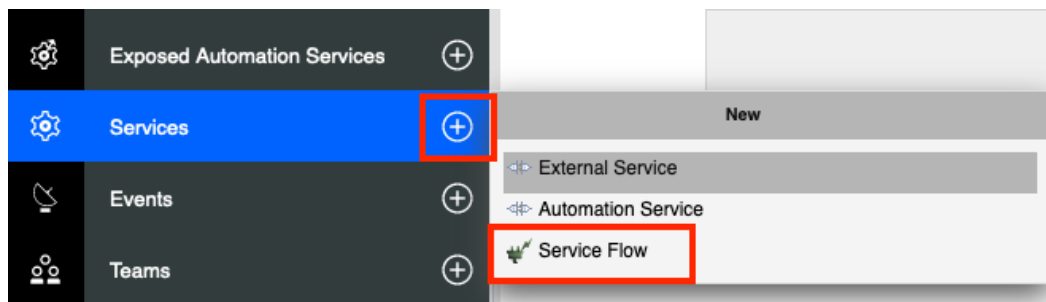 Exposed Automation Services
Services
Events
Teams
New
External Service
Automation Service
Service Flow